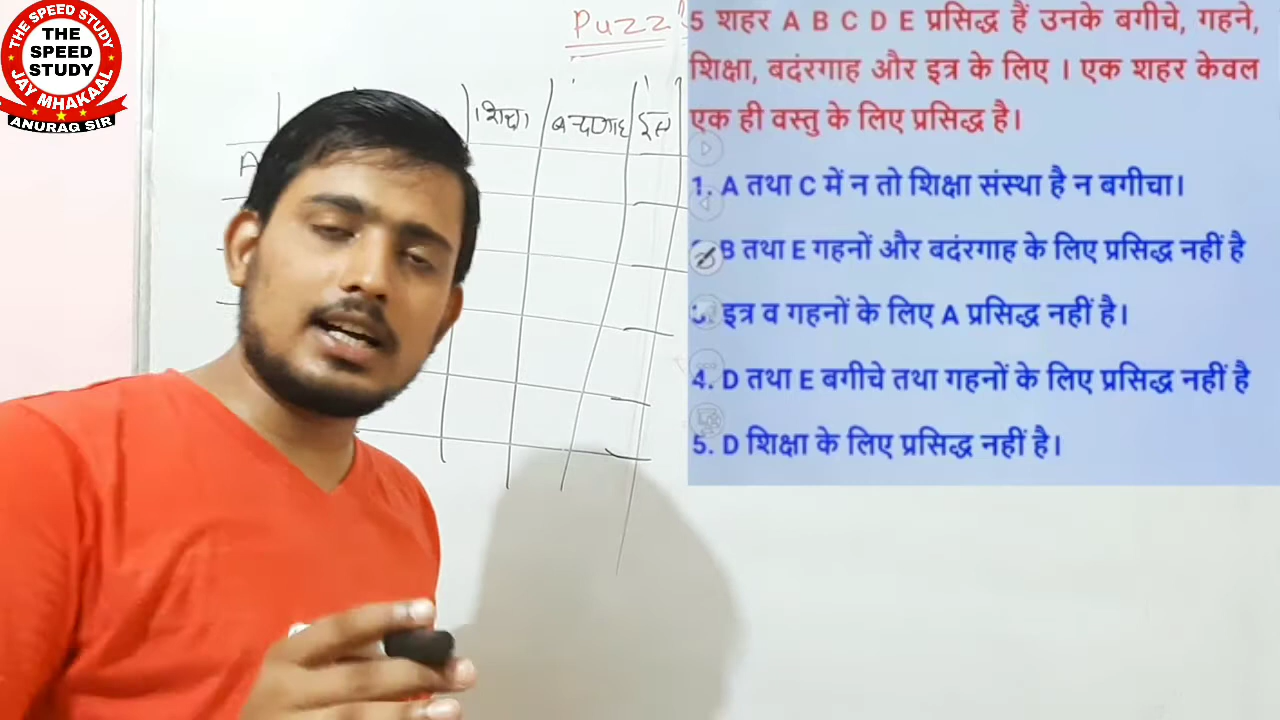 THE SPEED STUDY
THE
SPEED
STUDY
JAY MHAKAAL
ANURAG SIR
Puzz
शिक्षा
इत्र
A
5 शहर A B C D E प्रसिद्ध हैं उनके बगीचे, गहने,
शिक्षा, बदंरगाह और इत्र के लिए । एक शहर केवल
एक ही वस्तु के लिए प्रसिद्ध है।
1. A तथा C में न तो शिक्षा संस्था है न बगीचा।
B तथा E गहनों और बदंरगाह के लिए प्रसिद्ध नहीं है
इत्र व गहनों के लिए A प्रसिद्ध नहीं है।
4. D तथा E बगीचे तथा गहनों के लिए प्रसिद्ध नहीं है
5. D शिक्षा के लिए प्रसिद्ध नहीं है।